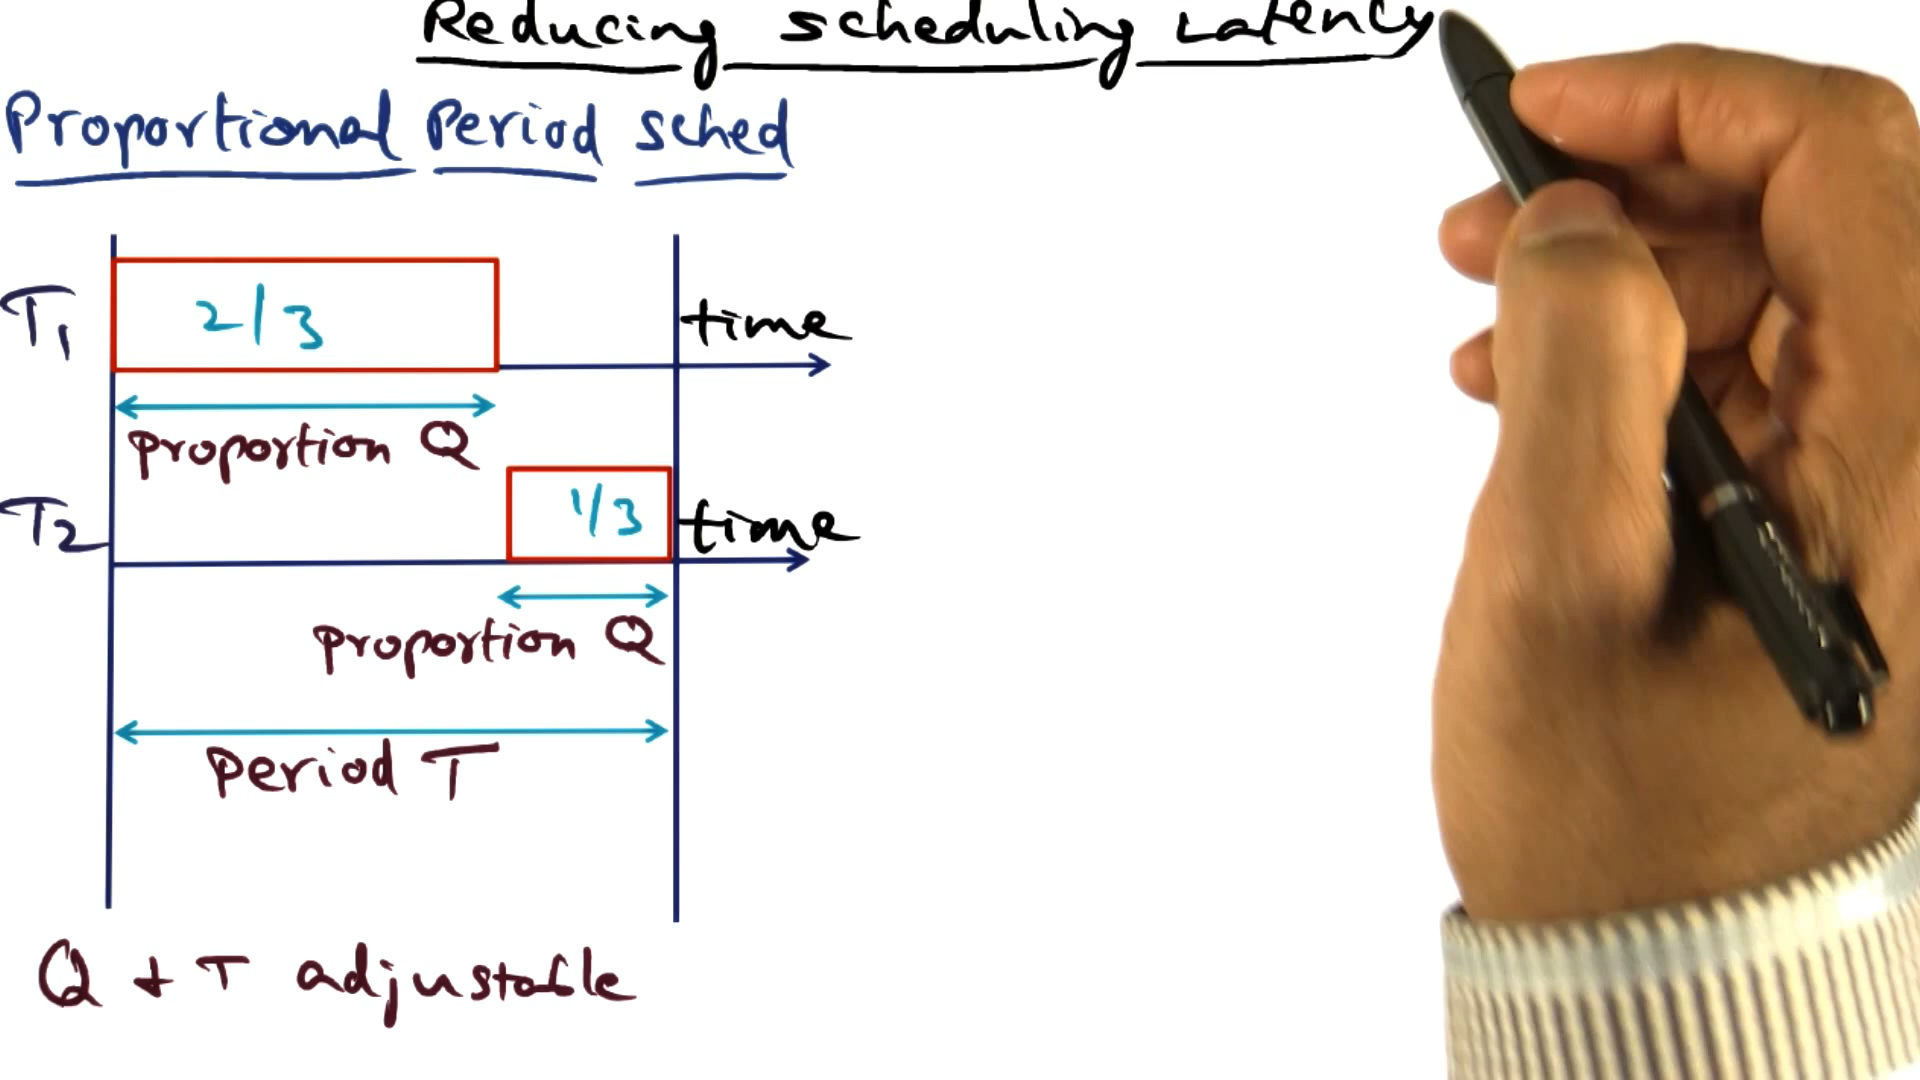 Reducing scheduling Latency
Proportional Period sched
T1 2/3 time
proportion Q
T2 1/3 time
proportion Q
Period T
Q + T adjustable